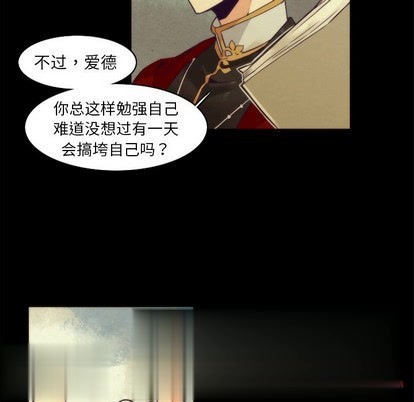 不过，爱德
你总这样勉强自己
难道没想过有一天
会搞垮自己吗？